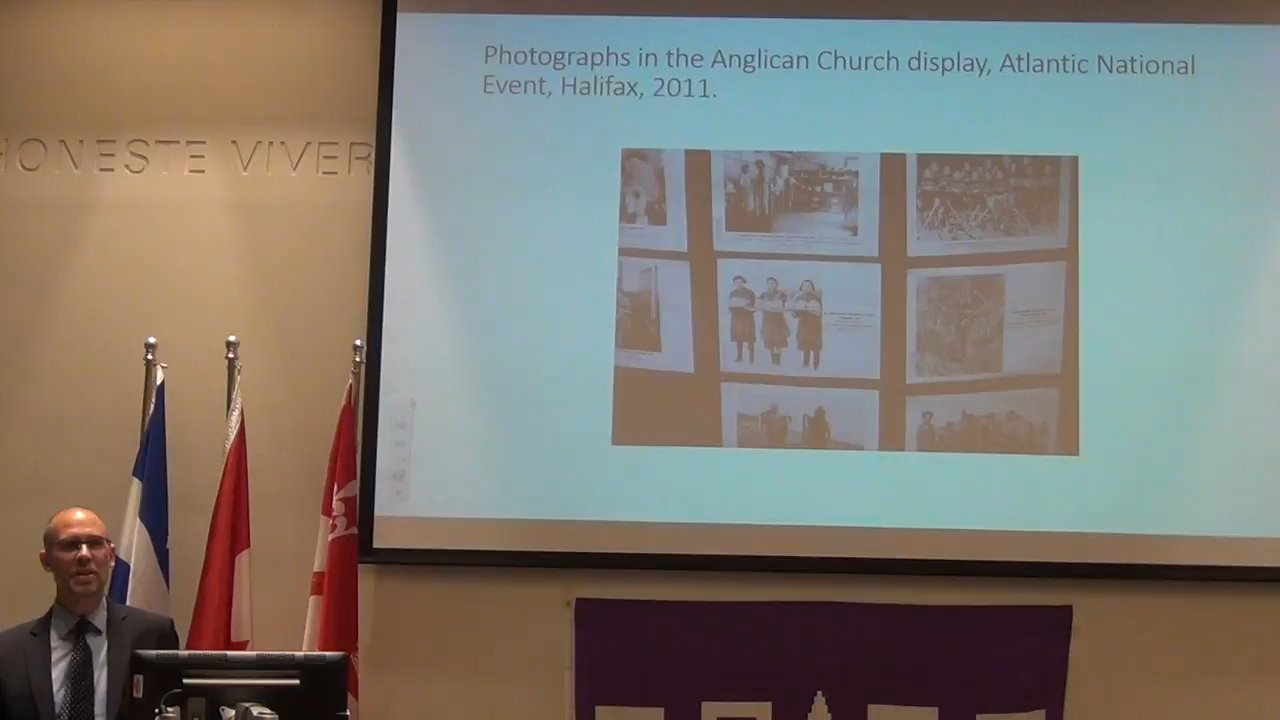 Photographs in the Anglican Church display, Atlantic National
Event, Halifax, 2011.
HONESTE VIVER